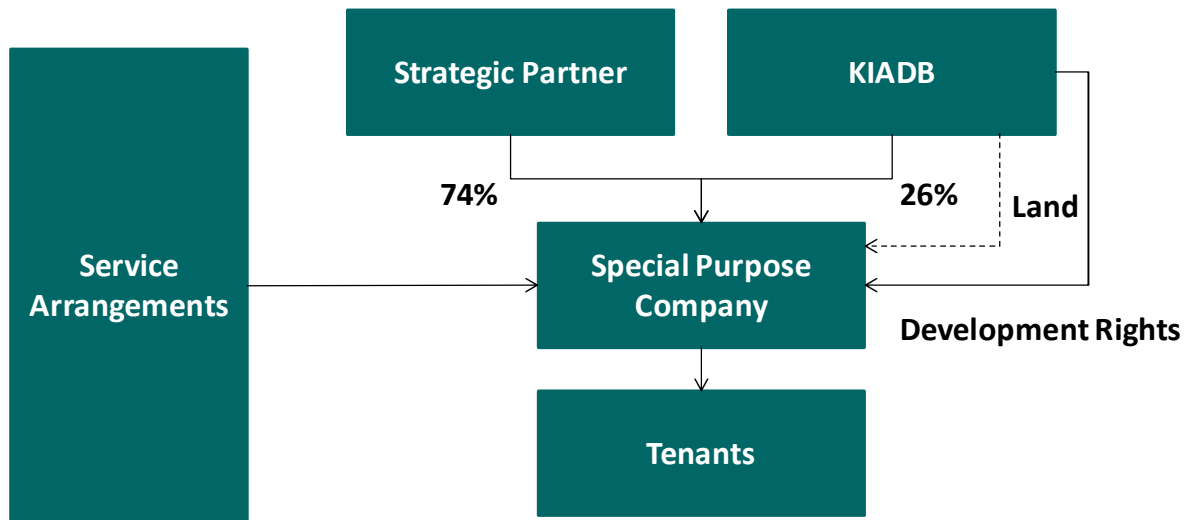 Strategic Partner
KIADB
74%
26%
Land
Service
Arrangements
Special Purpose
Company
Development Rights
Tenants